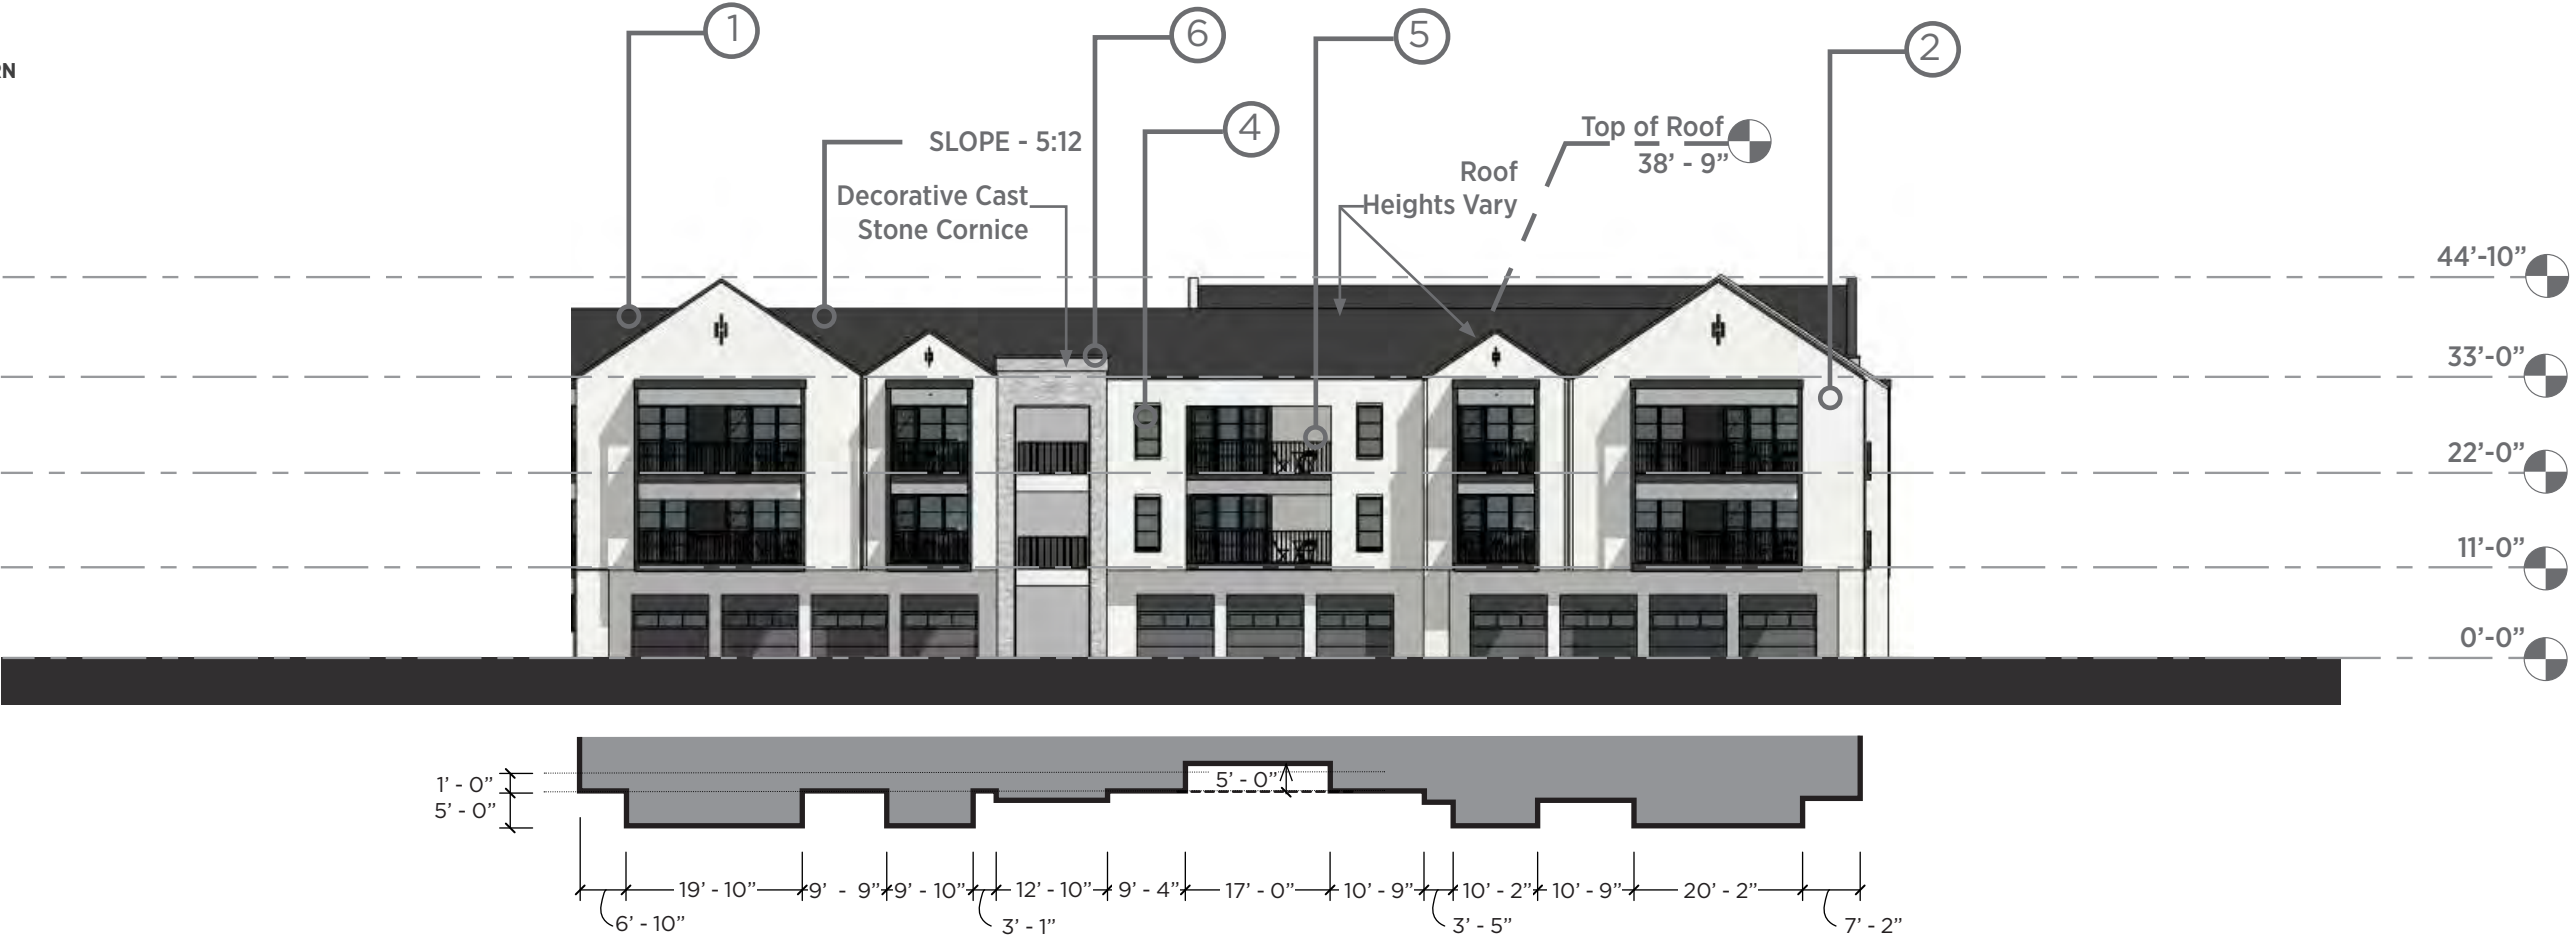 RN
1
6
5
2
4
SLOPE - 5:12
Top of Roof
38’ - 9”
Roof
Heights Vary
Decorative Cast
Stone Cornice
44’-10”
33’-0”
22’-0”
11’-0”
0’-0”
1’ - 0”
5’ - 0”
5’ - 0”
19’ - 10”
9’ - 9”
9’ - 10”
12’ - 10”
9’ - 4”
17’ - 0”
10’ - 9”
10’ - 2”
10’ - 9”
20’ - 2”
6’ - 10”
3’ - 1”
3’ - 5”
7’ - 2”